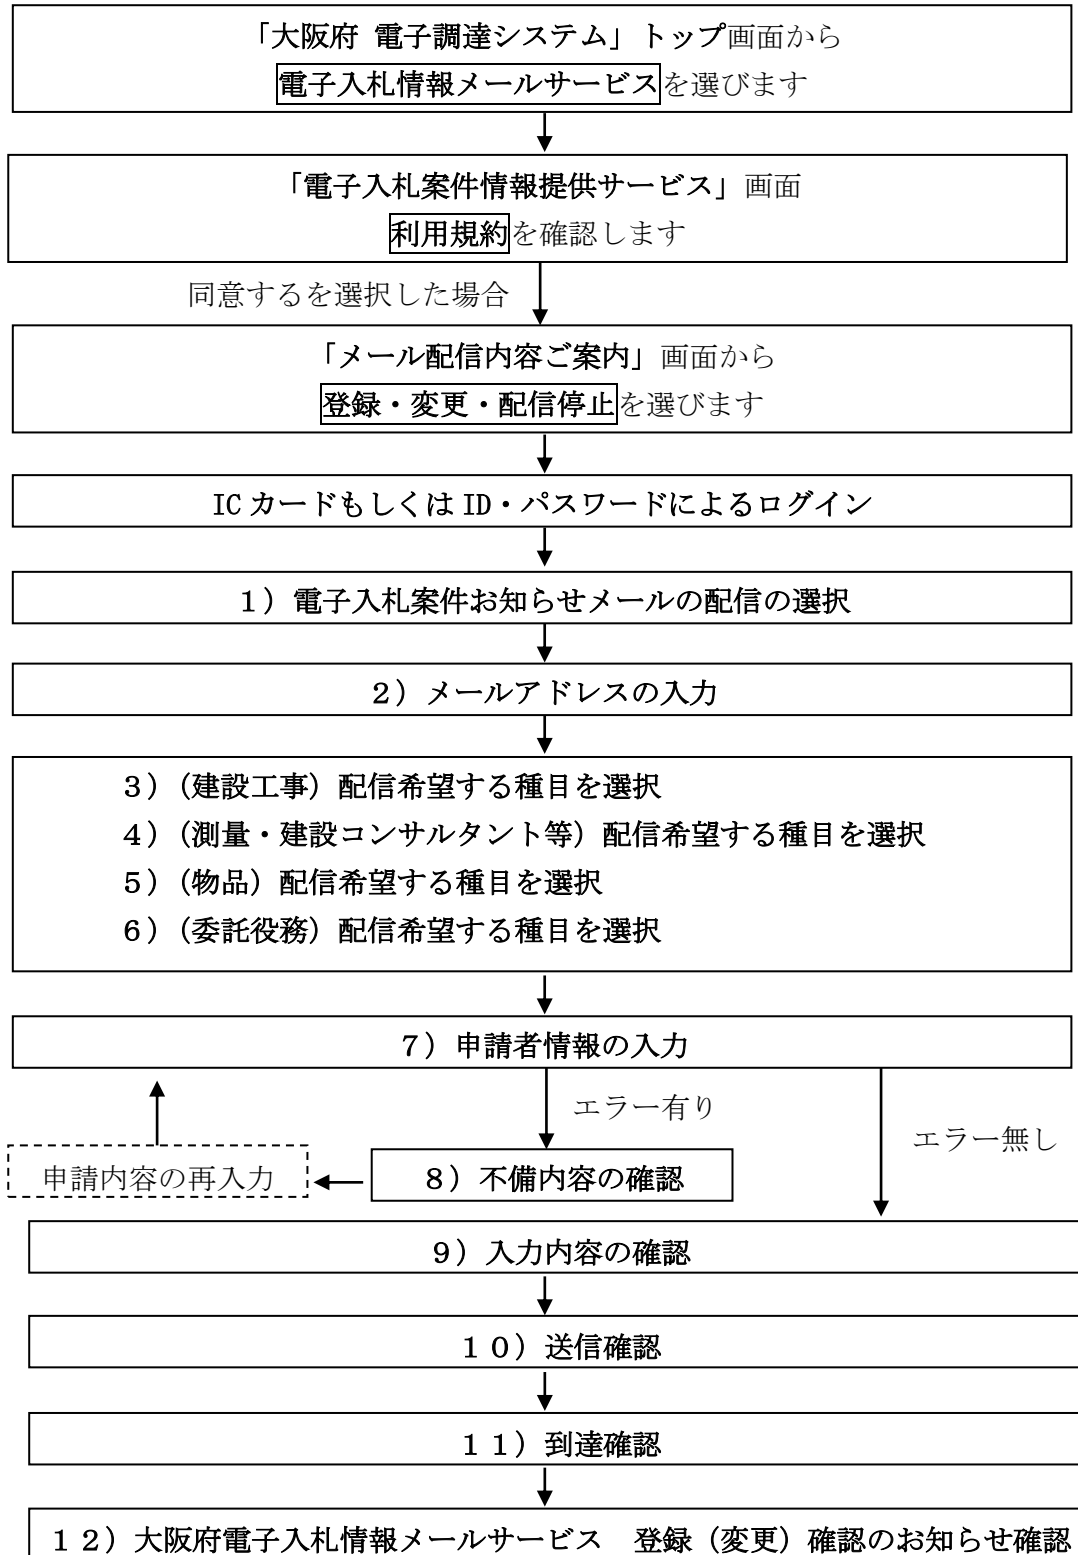 「大阪府 電子調達システム」トップ画面から
電子入札情報メールサービスを選びます
「電子入札案件情報提供サービス」画面
利用規約を確認します
同意するを選択した場合
「メール配信内容ご案内」画面から
登録・変更・配信停止を選びます
ICカードもしくはID・パスワードによるログイン
１）電子入札案件お知らせメールの配信の選択
２）メールアドレスの入力
３）（建設工事）配信希望する種目を選択
４）（測量・建設コンサルタント等）配信希望する種目を選択
５）（物品）配信希望する種目を選択
６）（委託役務）配信希望する種目を選択
７）申請者情報の入力
エラー有り
エラー無し
申請内容の再入力
８）不備内容の確認
９）入力内容の確認
１０）送信確認
１１）到達確認
１２）大阪府電子入札情報メールサービス　登録（変更）確認のお知らせ確認